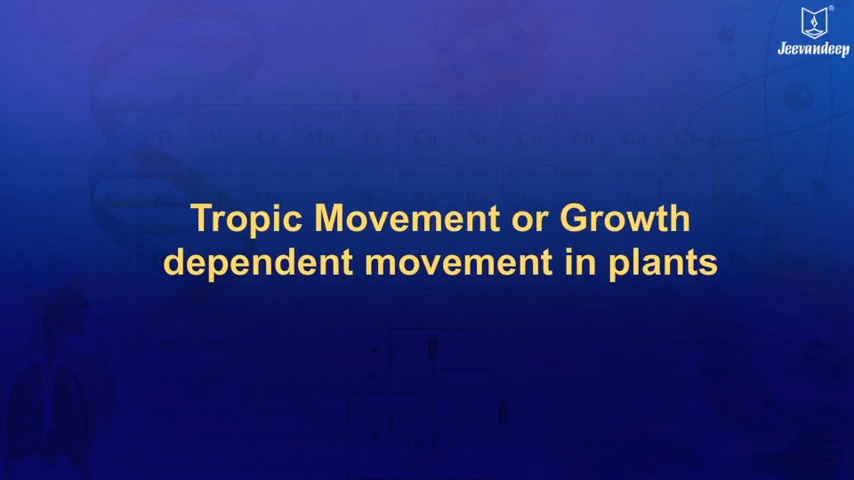 Jeevandeep
Tropic Movement or Growth
dependent movement in plants